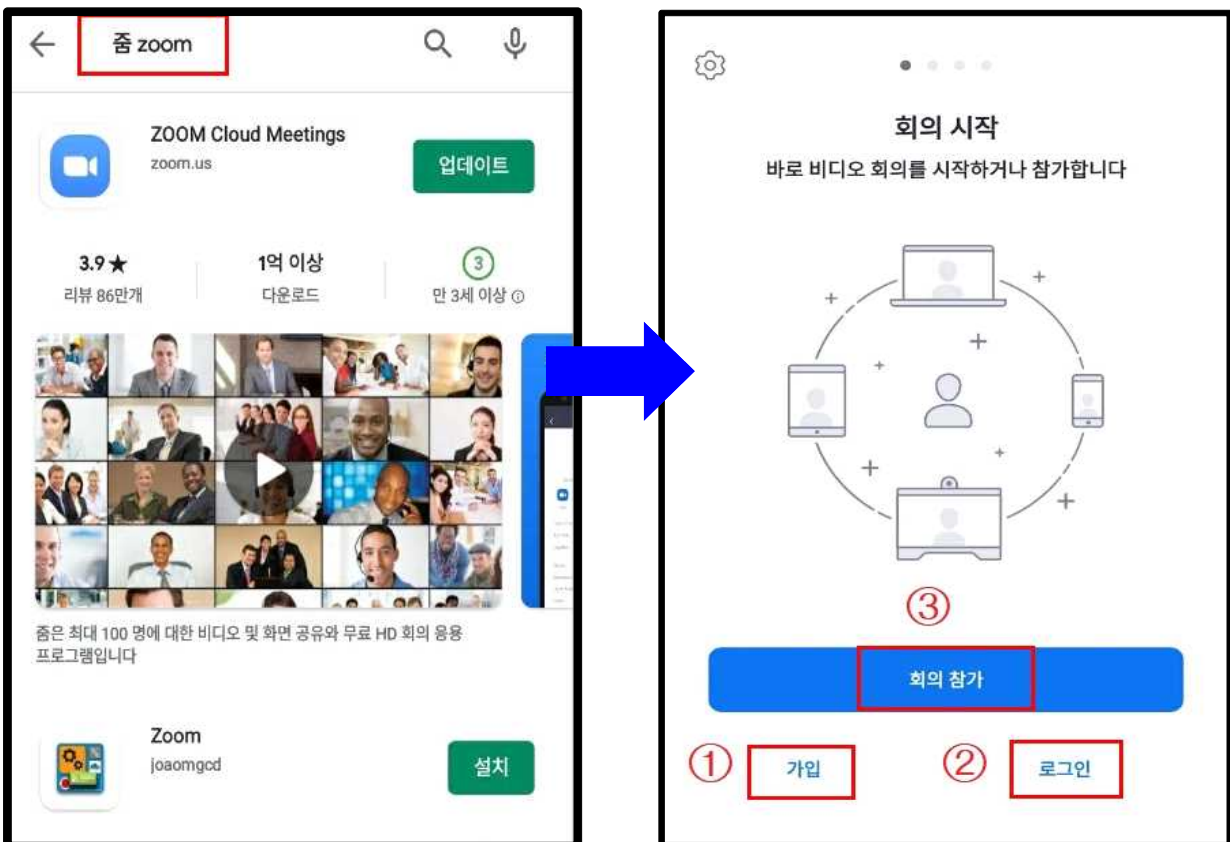 줌 zoom
ZOOM Cloud Meetings
zoom.us
업데이트
3.9★
리뷰 86만개
1억 이상
다운로드
3
만 3세 이상
줌은 최대 100 명에 대한 비디오 및 화면 공유와 무료 HD 회의 응용
프로그램입니다
Zoom
joaomgcd
설치
회의 시작
바로 비디오 회의를 시작하거나 참가합니다
③
회의 참가
① 가입
② 로그인